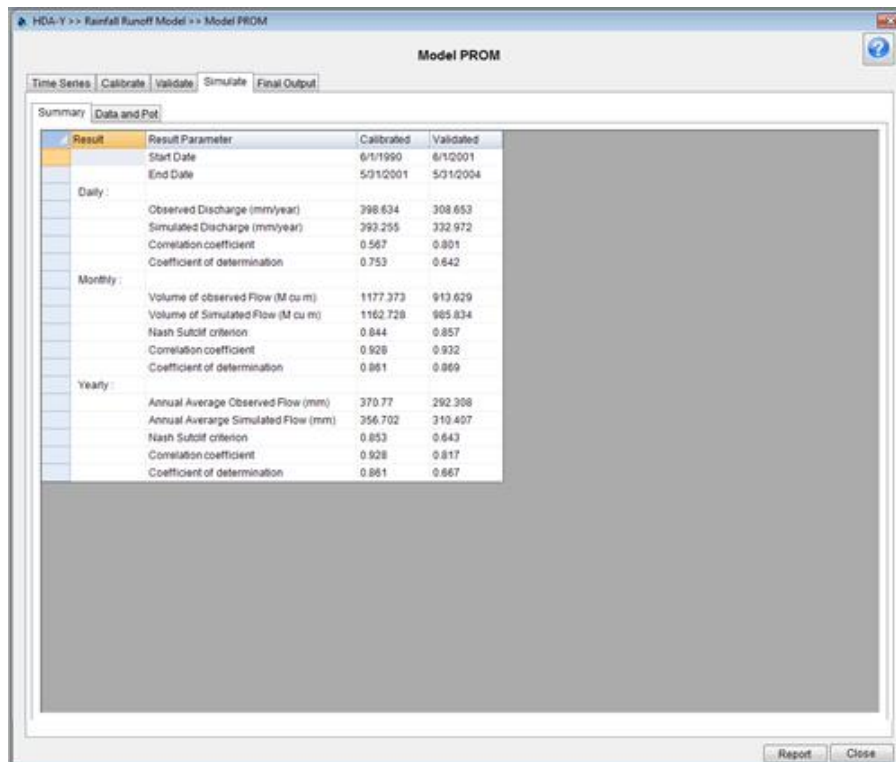 HDA-Y >> Rainfall Runoff Model >> Model PROM
Model PROM
Time Series Calibrate Validate Simulate Final Output
Summary Data and Pot
Result Result Parameter Calibrated Validated
Start Date 6/1/1990 6/1/2001
End Date 5/31/2001 5/31/2004
Daily :
Observed Discharge (mm/year) 398.634 308.653
Simulated Discharge (mm/year) 393.255 332.972
Correlation coefficient 0.567 0.801
Coefficient of determination 0.753 0.642
Monthly :
Volume of observed Flow (M cu m) 1177.373 913.629
Volume of Simulated Flow (M cu m) 1162.728 985.834
Nash Sutclif criterion 0.844 0.857
Correlation coefficient 0.928 0.932
Coefficient of determination 0.861 0.869
Yearly :
Annual Average Observed Flow (mm) 370.77 292.308
Annual Averarge Simulated Flow (mm) 356.702 310.407
Nash Sutclif criterion 0.853 0.643
Correlation coefficient 0.928 0.817
Coefficient of determination 0.861 0.667
Report Close